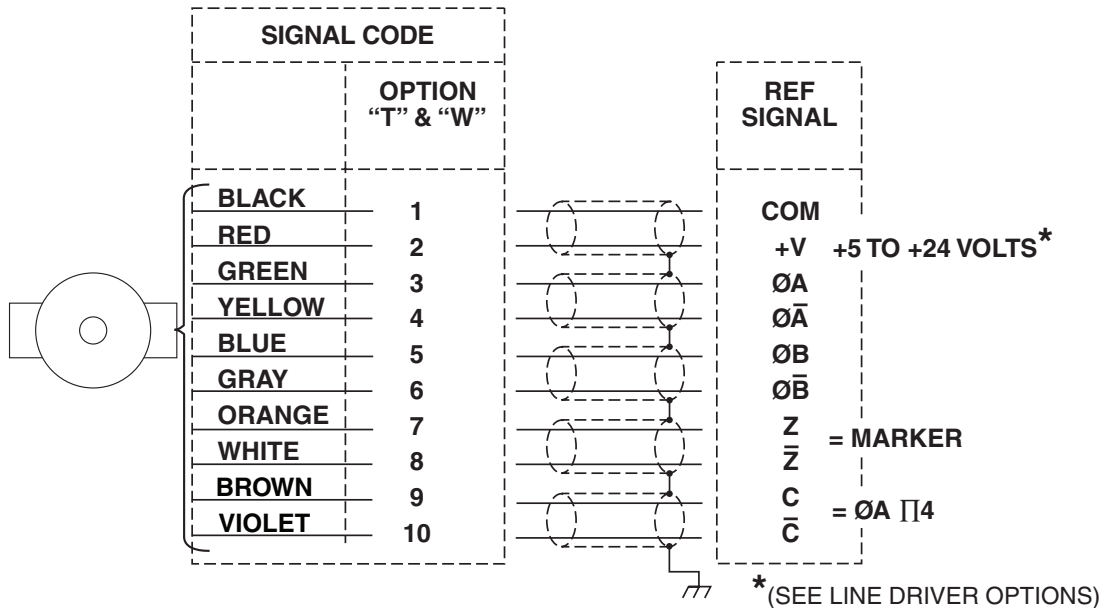 SIGNAL CODE
OPTION
“T” & “W”
REF
SIGNAL
BLACK 1 COM
RED 2 +V +5 TO +24 VOLTS*
GREEN 3 ØA
YELLOW 4 ØA̅
BLUE 5 ØB
GRAY 6 ØB̅
ORANGE 7 Z
= MARKER
WHITE 8 Z̅
BROWN 9 C
= ØA ∏4
VIOLET 10 C̅
*(SEE LINE DRIVER OPTIONS)